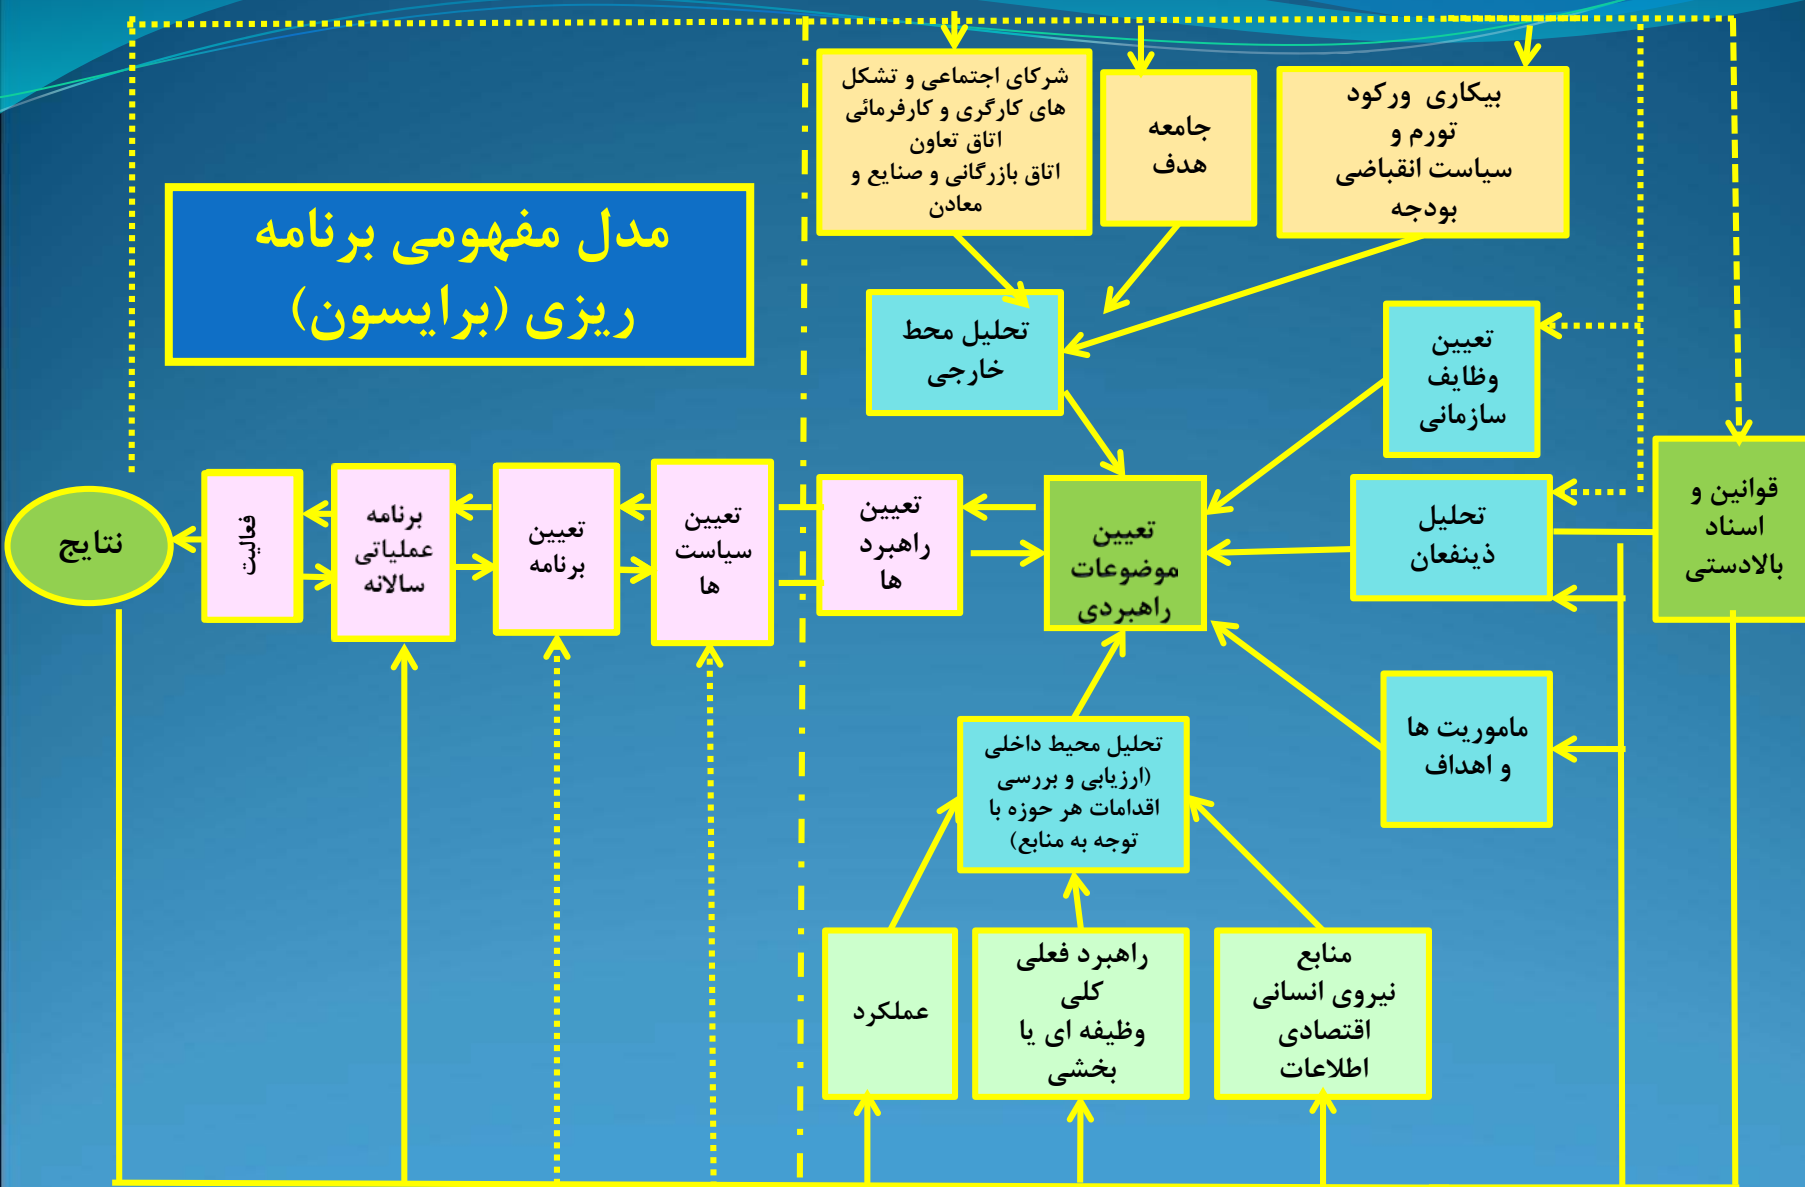 شرکای اجتماعی و تشکل
های کارگری و کارفرمائی
اتاق تعاون
اتاق بازرگانی و صنایع و
معادن
جامعه
هدف
بیکاری ورکود
تورم و
سیاست انقباضی
بودجه
مدل مفهومی برنامه
ریزی (برایسون)
تحلیل محط
خارجی
تعیین
وظایف
سازمانی
قوانین و
اسناد
بالادستی
تحلیل
ذینفعان
تعیین
موضوعات
راهبردی
تعیین
راهبرد
ها
تعیین
سیاست
ها
تعیین
برنامه
برنامه
عملیاتی
سالانه
فعالیت
نتایج
ماموریت ها
و اهداف
تحلیل محیط داخلی
(ارزیابی و بررسی
اقدامات هر حوزه با
توجه به منابع)
منابع
نیروی انسانی
اقتصادی
اطلاعات
راهبرد فعلی
کلی
وظیفه ای یا
بخشی
عملکرد